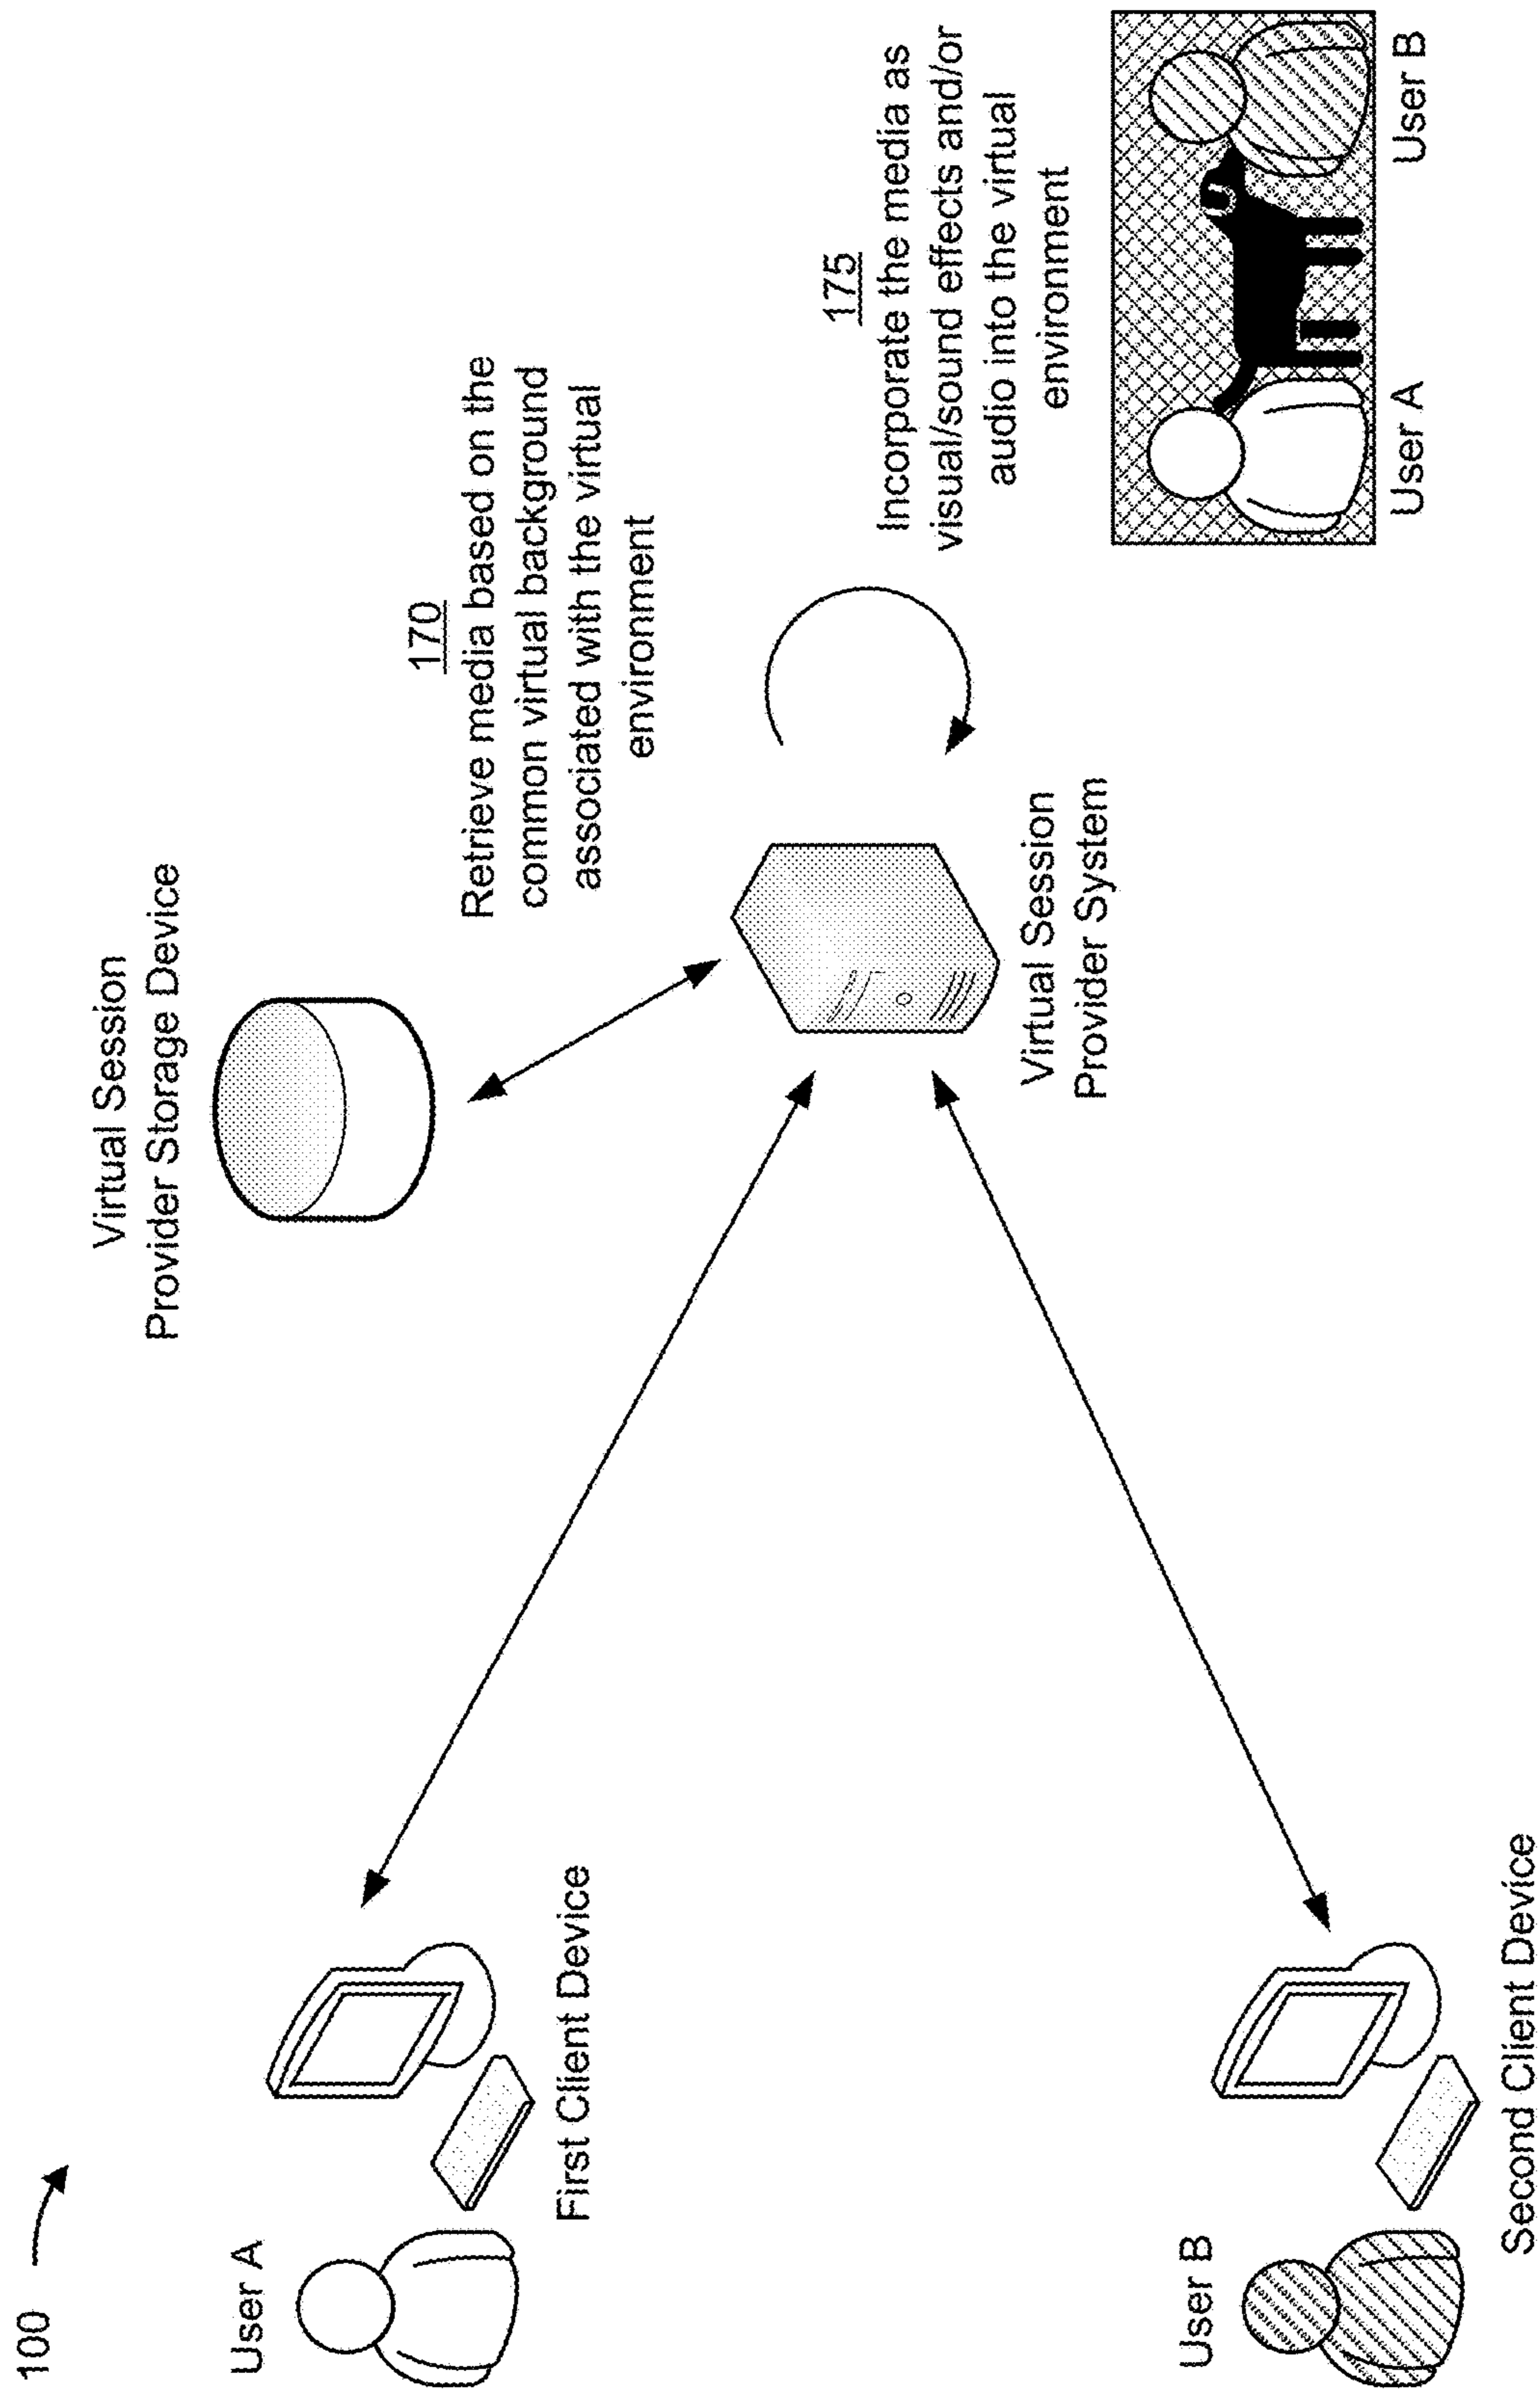 100
User A
First Client Device
User B
Second Client Device
Virtual Session
Provider Storage Device
Virtual Session
Provider System
170
Retrieve media based on the
common virtual background
associated with the virtual
environment
175
Incorporate the media as
visual/sound effects and/or
audio into the virtual
environment
User A
User B